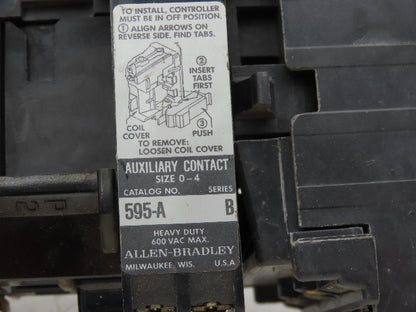 TO INSTALL, CONTROLLER
MUST BE IN OFF POSITION.
① ALIGN ARROWS ON
REVERSE SIDE, FIND TABS.
②
INSERT
TABS
FIRST
COIL
COVER
③
PUSH
TO REMOVE:
LOOSEN COIL COVER
AUXILIARY CONTACT
SIZE 0-4
CATALOG NO. SERIES
595-A B
HEAVY DUTY
600 VAC MAX.
ALLEN-BRADLEY
MILWAUKEE, WIS. U.S.A